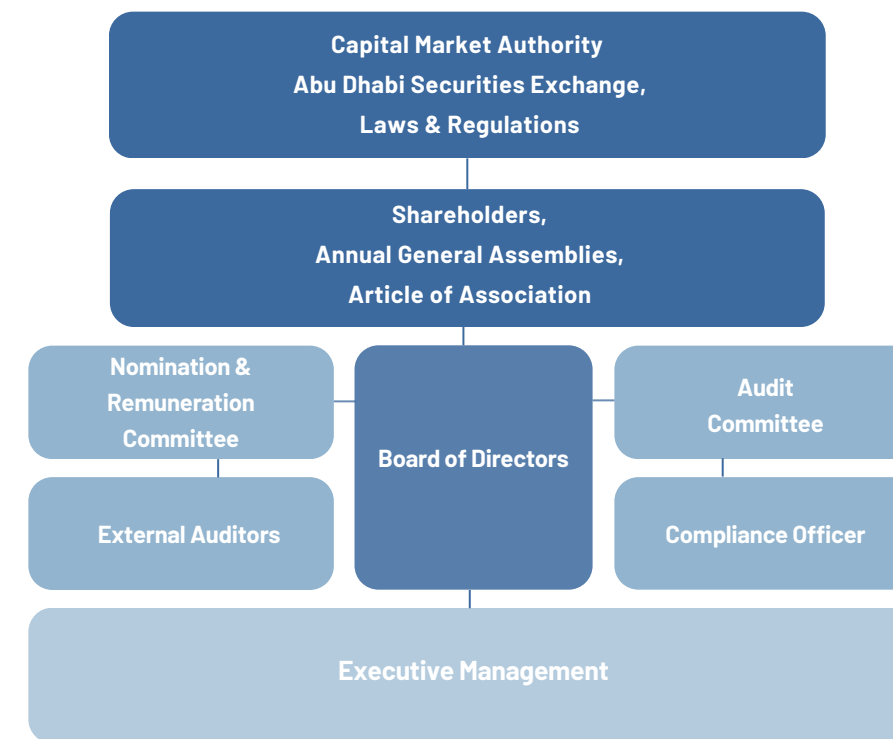 Capital Market Authority
Abu Dhabi Securities Exchange,
Laws & Regulations
Shareholders,
Annual General Assemblies,
Article of Association
Nomination &
Remuneration
Committee
Board of Directors
Audit
Committee
External Auditors
Compliance Officer
Executive Management